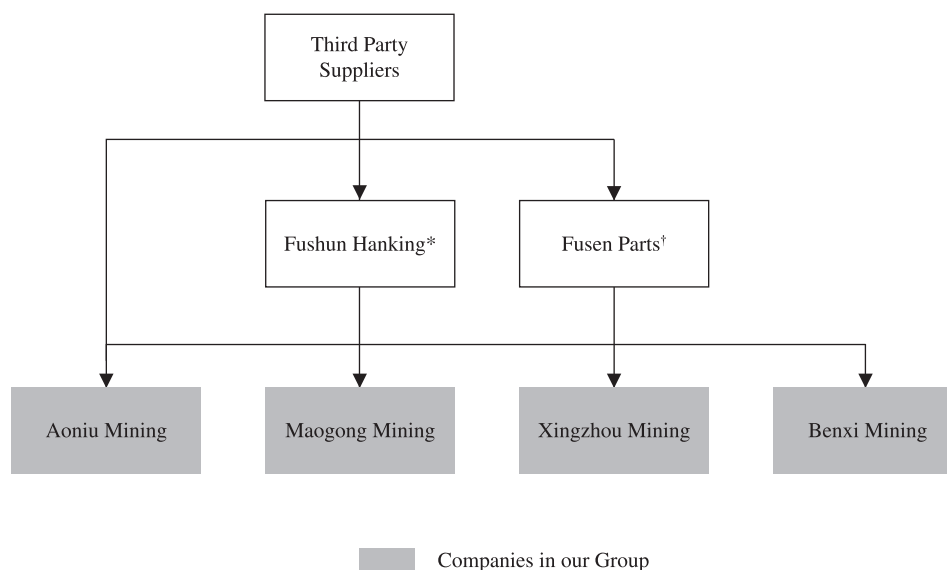 Third Party
Suppliers
Fushun Hanking*
Fusen Parts†
Aoniu Mining
Maogong Mining
Xingzhou Mining
Benxi Mining
Companies in our Group